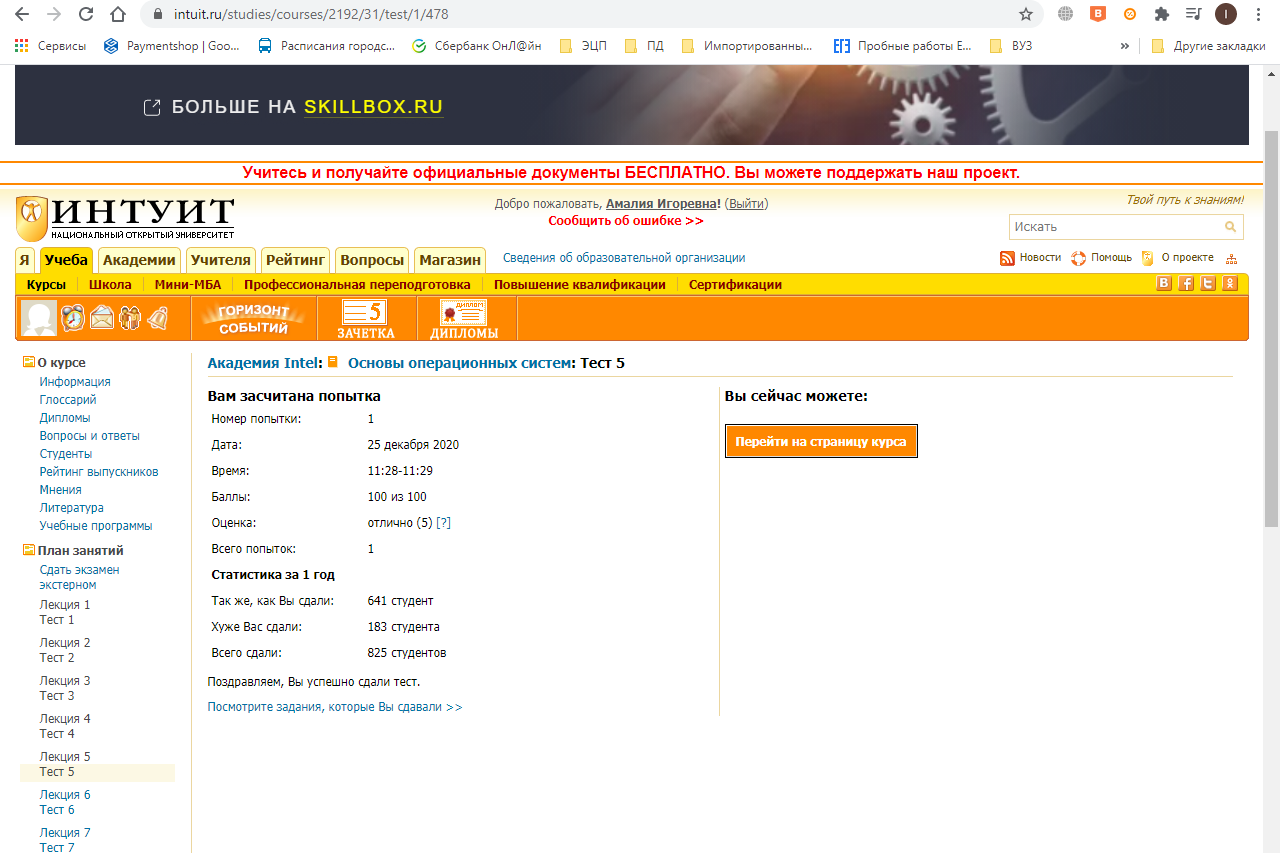 intuit.ru/studies/courses/2192/31/test/1/478
I
Сервисы Paymentshop | Goo... Расписания городс... Сбербанк ОнЛ@йн ЭЦП ПД Импортированны... Пробные работы Е... ВУЗ » Другие закладки
БОЛЬШЕ НА SKILLBOX.RU
Учитесь и получайте официальные документы БЕСПЛАТНО. Вы можете поддержать наш проект.
ИНТУИТ
НАЦИОНАЛЬНЫЙ ОТКРЫТЫЙ УНИВЕРСИТЕТ
Добро пожаловать, Амалия Игоревна! (Выйти)
Сообщить об ошибке >>
Твой путь к знаниям!
Искать
Я Учеба Академии Учителя Рейтинг Вопросы Магазин Сведения об образовательной организации
Новости Помощь О проекте
Курсы Школа Мини-МБА Профессиональная переподготовка Повышение квалификации Сертификации
ГОРИЗОНТ СОБЫТИЙ
5
ЗАЧЕТКА
ДИПЛОМ
ДИПЛОМЫ
О курсе
Информация
Глоссарий
Дипломы
Вопросы и ответы
Студенты
Рейтинг выпускников
Мнения
Литература
Учебные программы
План занятий
Сдать экзамен
экстерном
Лекция 1
Тест 1
Лекция 2
Тест 2
Лекция 3
Тест 3
Лекция 4
Тест 4
Лекция 5
Тест 5
Лекция 6
Тест 6
Лекция 7
Тест 7
Академия Intel: Основы операционных систем: Тест 5
Вам засчитана попытка
Номер попытки: 1
Дата: 25 декабря 2020
Время: 11:28-11:29
Баллы: 100 из 100
Оценка: отлично (5) [?]
Всего попыток: 1
Статистика за 1 год
Так же, как Вы сдали: 641 студент
Хуже Вас сдали: 183 студента
Всего сдали: 825 студентов
Поздравляем, Вы успешно сдали тест.
Посмотрите задания, которые Вы сдавали >>
Вы сейчас можете:
Перейти на страницу курса